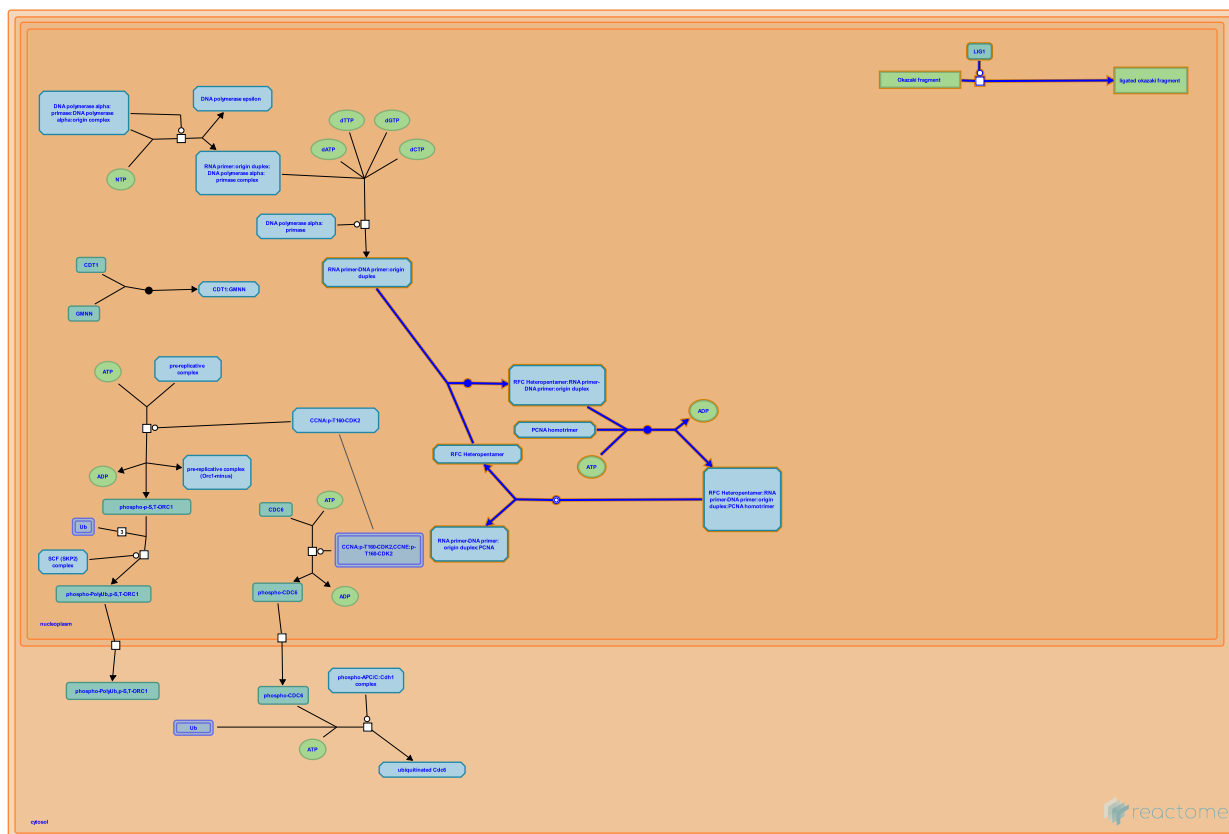 LIG1
Okazaki fragment
ligated okazaki fragment
DNA polymerase alpha:
primase:DNA polymerase
alpha:origin complex
DNA polymerase epsilon
NTP
RNA primer:origin duplex:
DNA polymerase alpha:
primase complex
dTTP
dGTP
dATP
dCTP
DNA polymerase alpha:
primase
RNA primer-DNA primer:origin
duplex
CDT1
GMNN
CDT1:GMNN
ATP
pre-replicative
complex
CCNA:p-T160-CDK2
ADP
pre-replicative complex
(Orc1-minus)
phospho-p-S,T-ORC1
Ub
3
SCF (SKP2)
complex
phospho-PolyUb,p-S,T-ORC1
nucleoplasm
RFC Heteropentamer:RNA primer-
DNA primer:origin duplex
PCNA homotrimer
ATP
ADP
RFC Heteropentamer
RFC Heteropentamer:RNA
primer-DNA primer:origin
duplex:PCNA homotrimer
RNA primer-DNA primer:
origin duplex:PCNA
CDC6
ATP
CCNA:p-T160-CDK2,CCNE:p-
T160-CDK2
phospho-CDC6
ADP
phospho-PolyUb,p-S,T-ORC1
phospho-CDC6
phospho-APC/C:Cdh1
complex
Ub
ATP
ubiquitinated Cdc6
cytosol
reactome